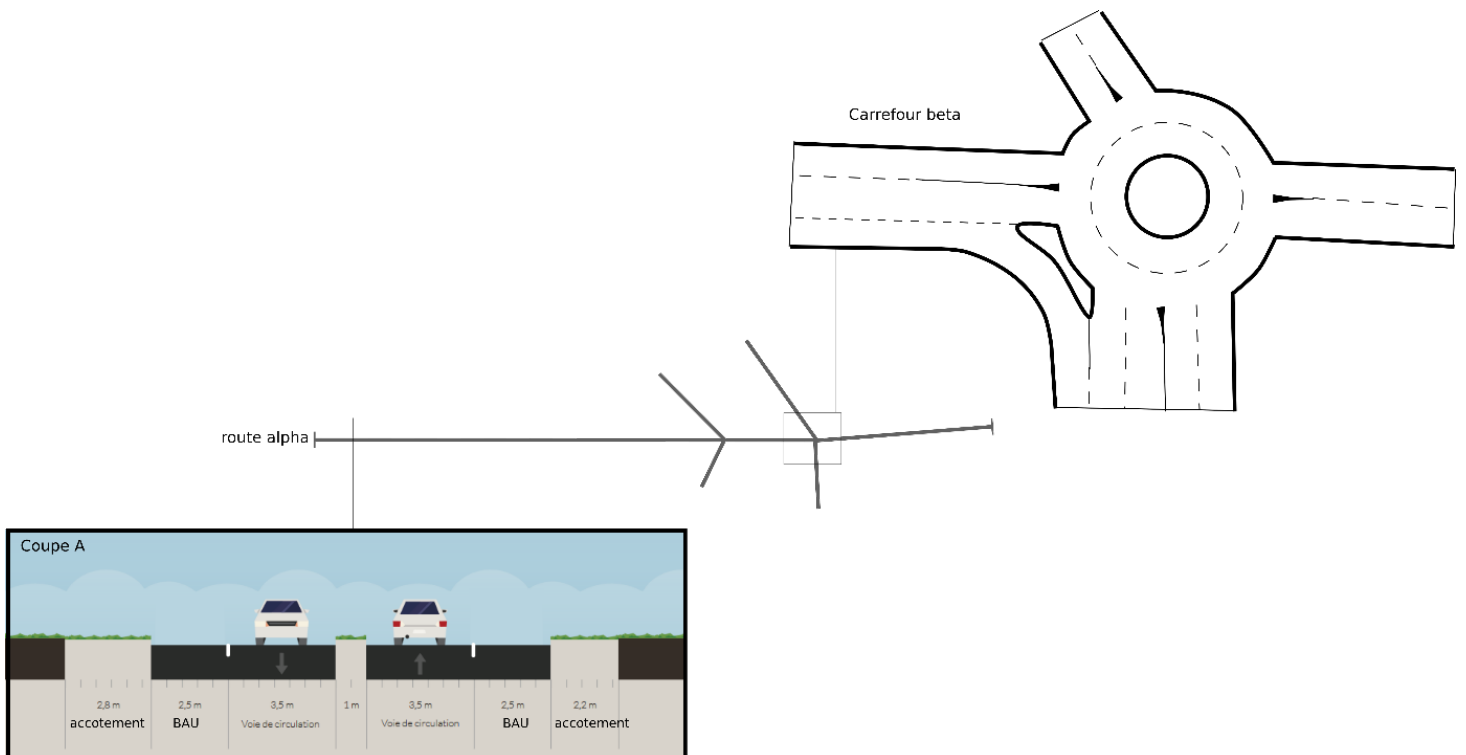 Carrefour beta
route alpha
Coupe A
2,8 m 2,5 m 3,5 m 1 m 3,5 m 2,5 m 2,2 m
accotement BAU Voie de circulation Voie de circulation BAU accotement